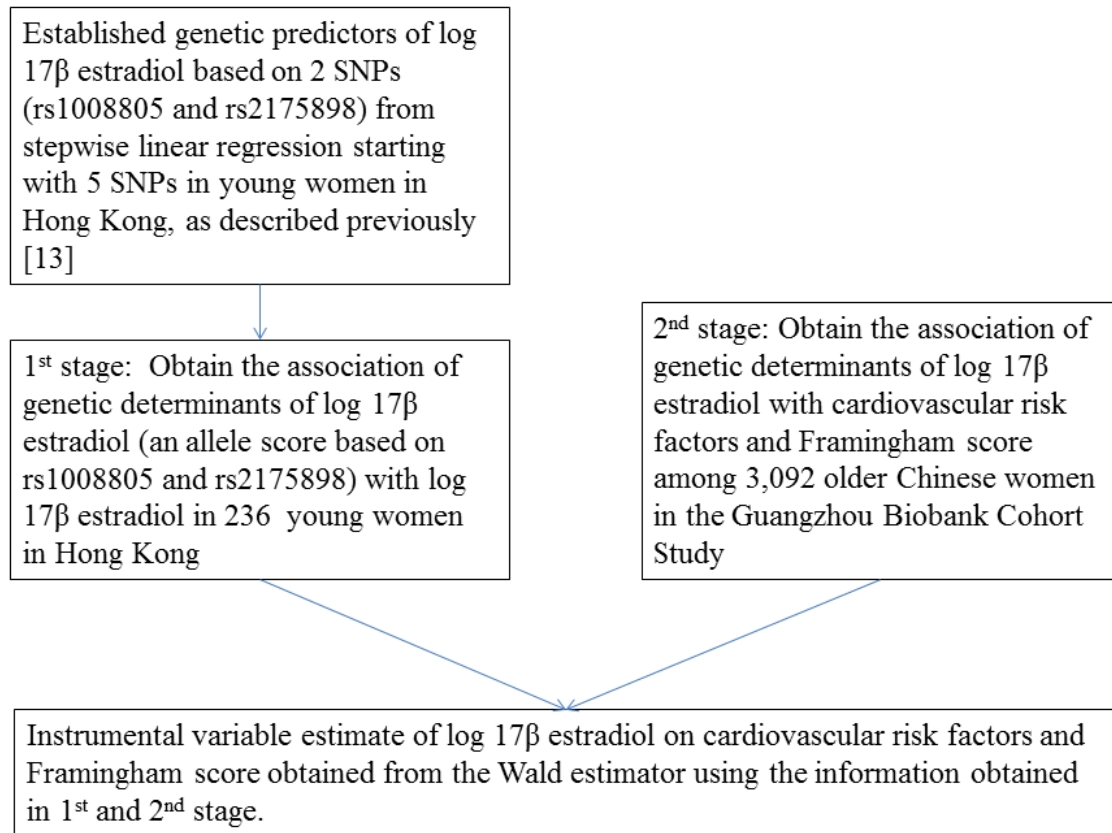 Established genetic predictors of log
17β estradiol based on 2 SNPs
(rs1008805 and rs2175898) from
stepwise linear regression starting
with 5 SNPs in young women in
Hong Kong, as described previously
[13]
1st stage: Obtain the association of
genetic determinants of log 17β
estradiol (an allele score based on
rs1008805 and rs2175898) with log
17β estradiol in 236 young women
in Hong Kong
2nd stage: Obtain the association of
genetic determinants of log 17β
estradiol with cardiovascular risk
factors and Framingham score
among 3,092 older Chinese women
in the Guangzhou Biobank Cohort
Study
Instrumental variable estimate of log 17β estradiol on cardiovascular risk factors and
Framingham score obtained from the Wald estimator using the information obtained
in 1st and 2nd stage.